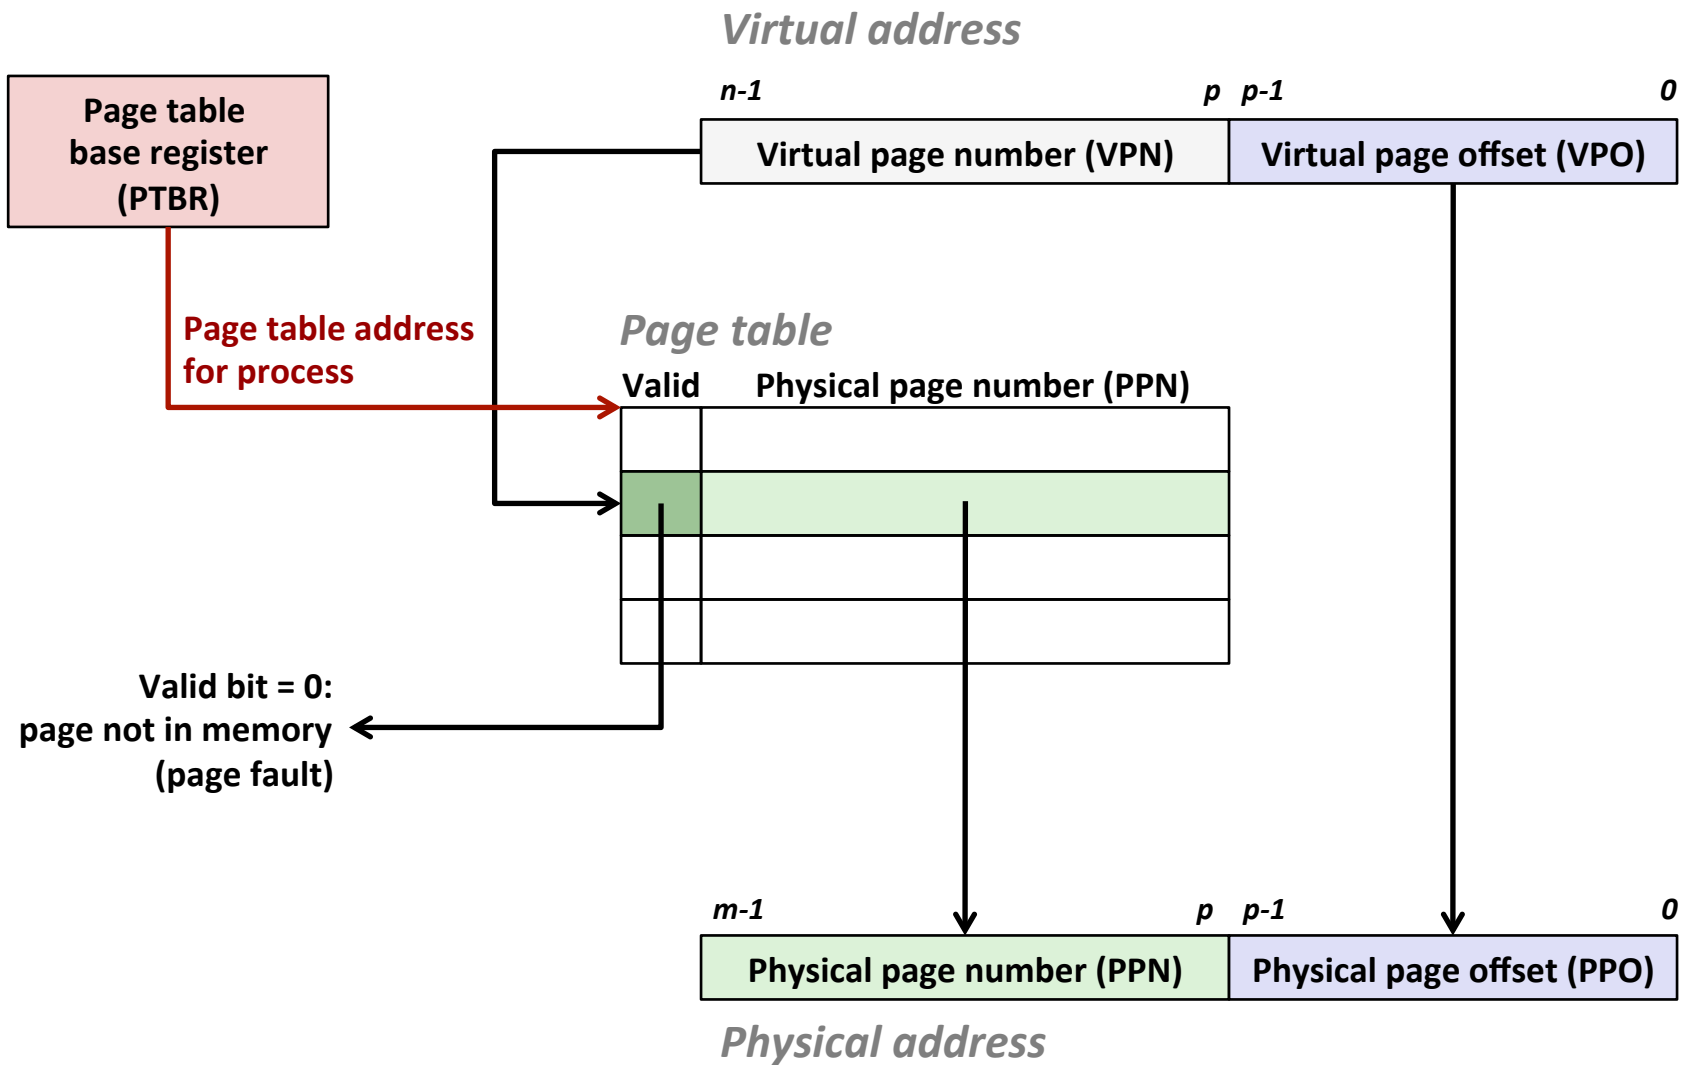 Virtual address
n-1 p p-1 0
Page table
base register
(PTBR)
Virtual page number (VPN) Virtual page offset (VPO)
Page table address
for process
Page table
Valid Physical page number (PPN)
Valid bit = 0:
page not in memory
(page fault)
m-1 p p-1 0
Physical page number (PPN) Physical page offset (PPO)
Physical address